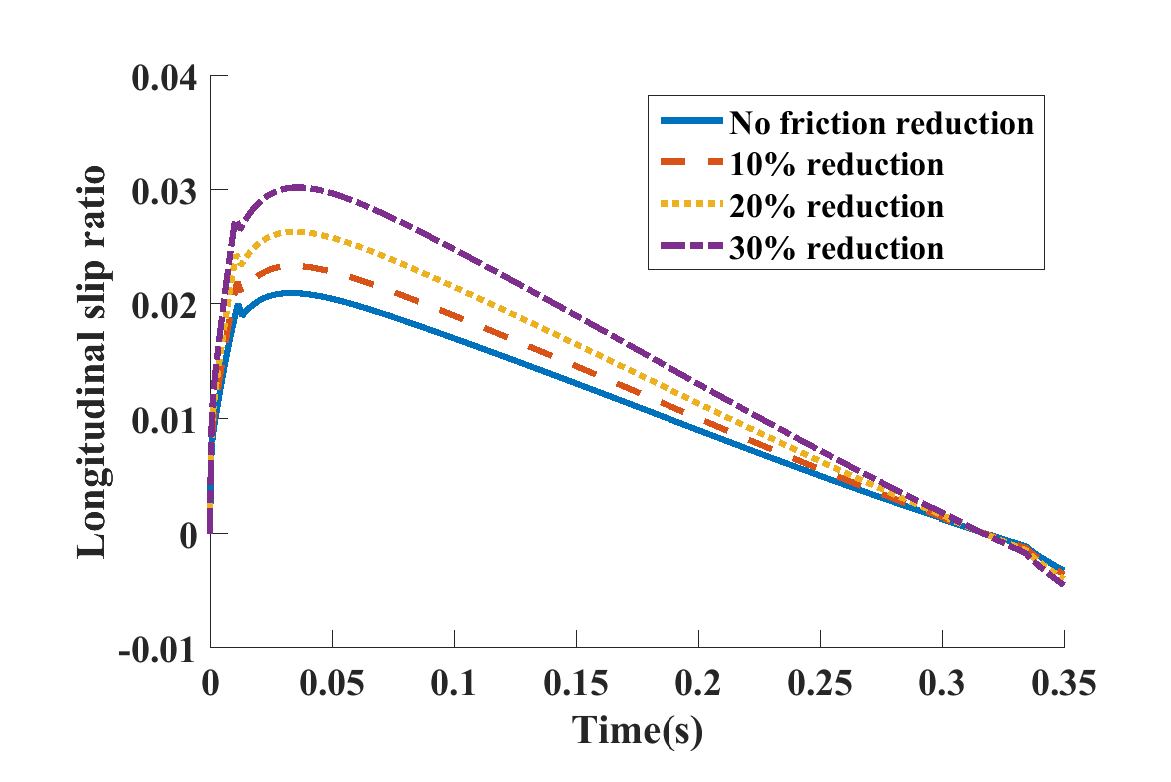 0.04
0.03
0.02
0.01
0
-0.01
Longitudinal slip ratio
No friction reduction
10% reduction
20% reduction
30% reduction
0 0.05 0.1 0.15 0.2 0.25 0.3 0.35
Time(s)